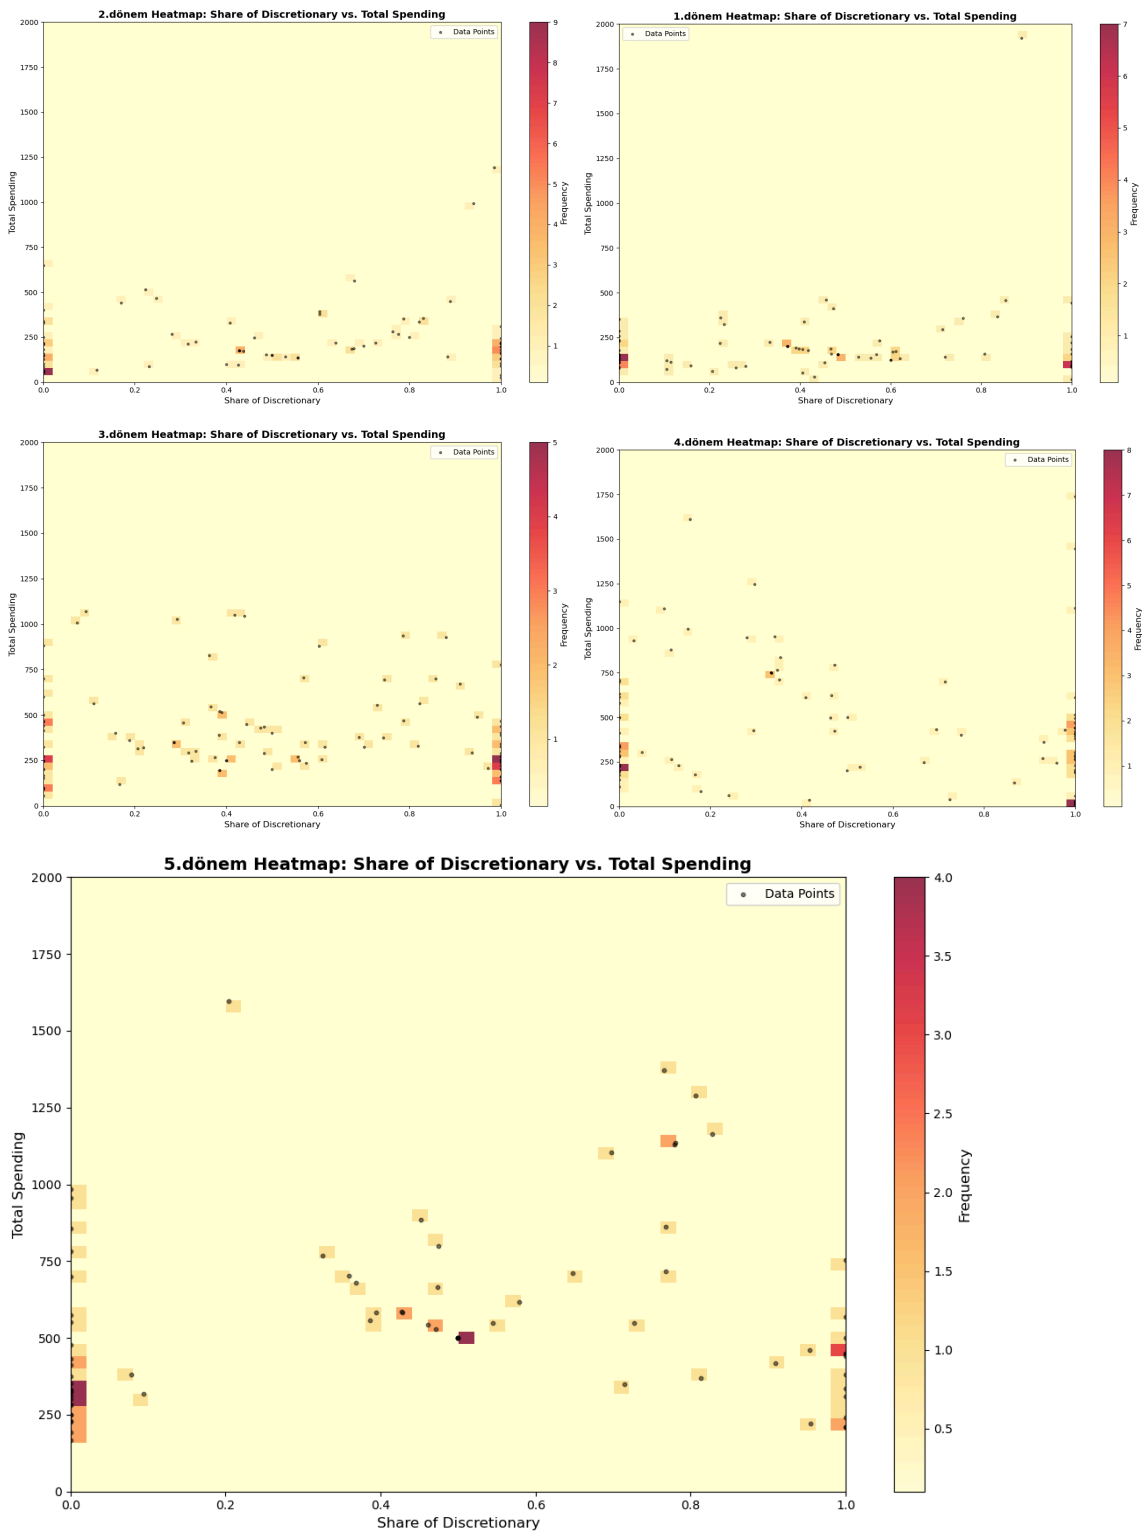 2.dönem Heatmap: Share of Discretionary vs. Total Spending
Data Points
2000
1750
1500
1250
1000
750
500
250
0
Total Spending
0.0 0.2 0.4 0.6 0.8 1.0
Share of Discretionary
9
8
7
6
5
4
3
2
1
Frequency
1.dönem Heatmap: Share of Discretionary vs. Total Spending
Data Points
2000
1750
1500
1250
1000
750
500
250
0
Total Spending
0.0 0.2 0.4 0.6 0.8 1.0
Share of Discretionary
7
6
5
4
3
2
1
Frequency
3.dönem Heatmap: Share of Discretionary vs. Total Spending
Data Points
2000
1750
1500
1250
1000
750
500
250
0
Total Spending
0.0 0.2 0.4 0.6 0.8 1.0
Share of Discretionary
5
4
3
2
1
Frequency
4.dönem Heatmap: Share of Discretionary vs. Total Spending
Data Points
2000
1750
1500
1250
1000
750
500
250
0
Total Spending
0.0 0.2 0.4 0.6 0.8 1.0
Share of Discretionary
8
7
6
5
4
3
2
1
Frequency
5.dönem Heatmap: Share of Discretionary vs. Total Spending
Data Points
2000
1750
1500
1250
1000
750
500
250
0
Total Spending
0.0 0.2 0.4 0.6 0.8 1.0
Share of Discretionary
4.0
3.5
3.0
2.5
2.0
1.5
1.0
0.5
Frequency